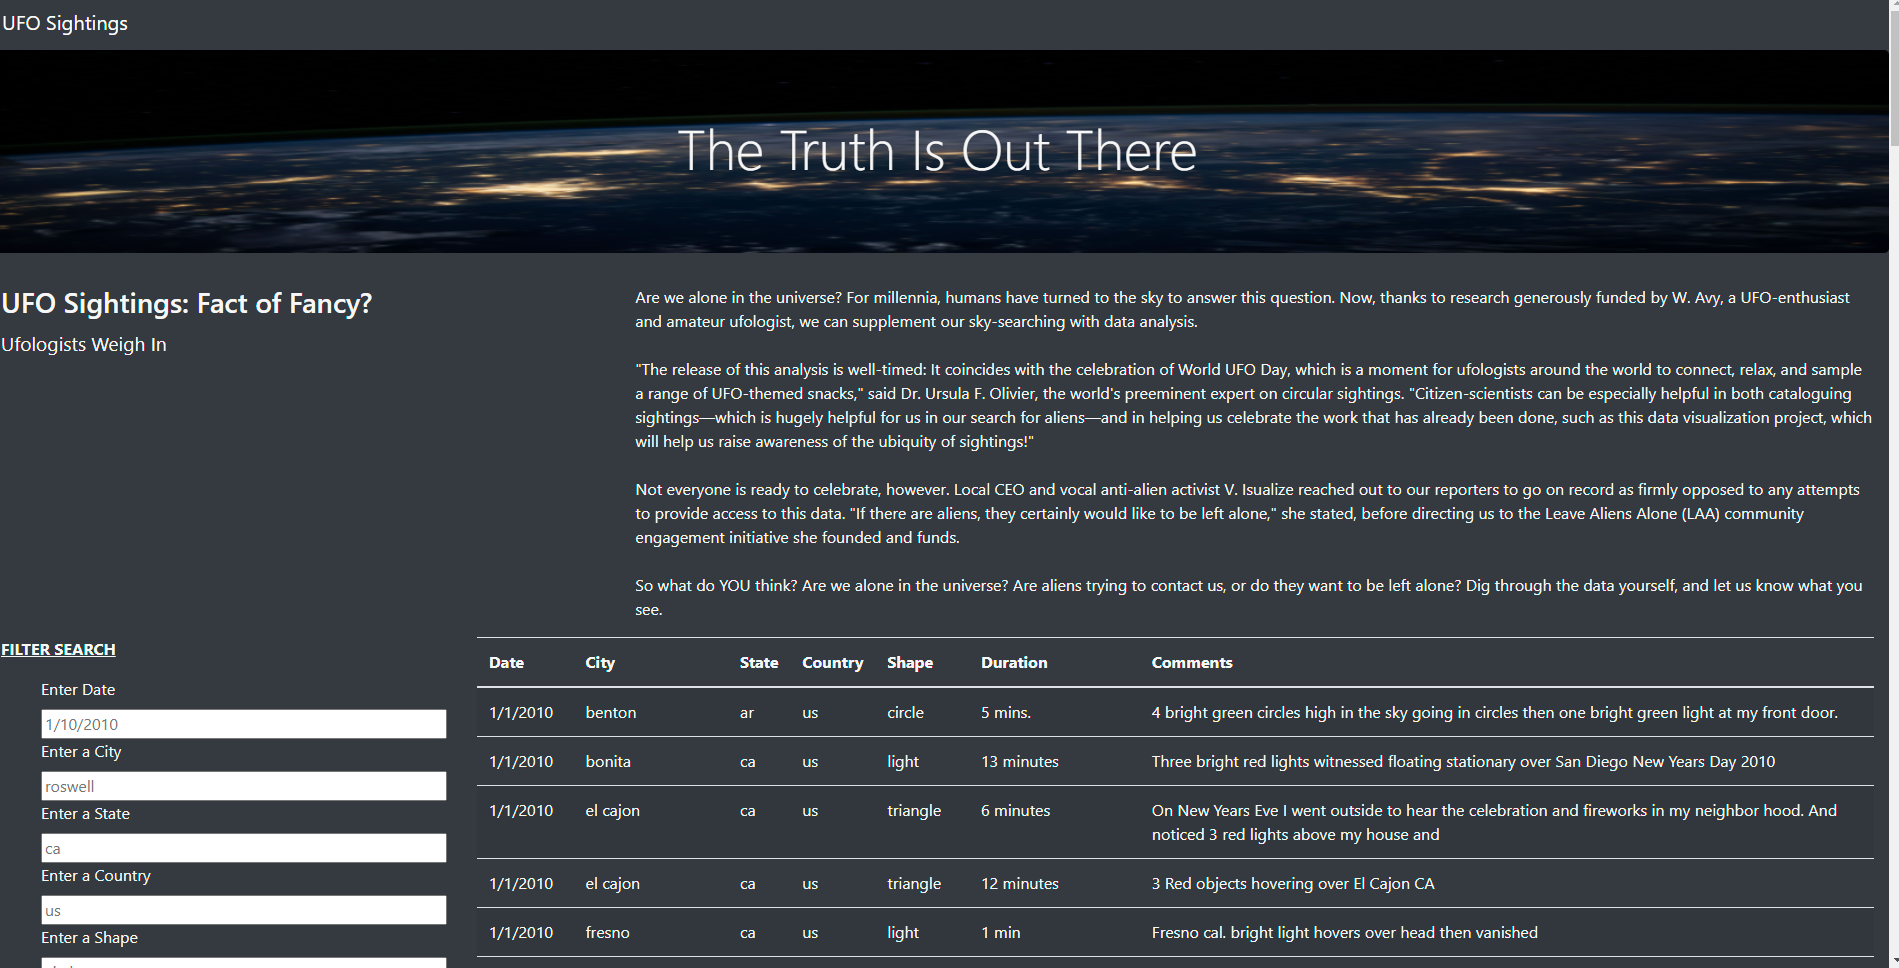 UFO Sightings
The Truth Is Out There
UFO Sightings: Fact of Fancy?
Ufologists Weigh In
Are we alone in the universe? For millennia, humans have turned to the sky to answer this question. Now, thanks to research generously funded by W. Avy, a UFO-enthusiast
and amateur ufologist, we can supplement our sky-searching with data analysis.
"The release of this analysis is well-timed: It coincides with the celebration of World UFO Day, which is a moment for ufologists around the world to connect, relax, and sample
a range of UFO-themed snacks," said Dr. Ursula F. Olivier, the world's preeminent expert on circular sightings. "Citizen-scientists can be especially helpful in both cataloguing
sightings—which is hugely helpful for us in our search for aliens—and in helping us celebrate the work that has already been done, such as this data visualization project, which
will help us raise awareness of the ubiquity of sightings!"
Not everyone is ready to celebrate, however. Local CEO and vocal anti-alien activist V. Isualize reached out to our reporters to go on record as firmly opposed to any attempts
to provide access to this data. "If there are aliens, they certainly would like to be left alone," she stated, before directing us to the Leave Aliens Alone (LAA) community
engagement initiative she founded and funds.
So what do YOU think? Are we alone in the universe? Are aliens trying to contact us, or do they want to be left alone? Dig through the data yourself, and let us know what you
see.
FILTER SEARCH
Enter Date
1/10/2010
Enter a City
roswell
Enter a State
ca
Enter a Country
us
Enter a Shape
Date City State Country Shape Duration Comments
1/1/2010 benton ar us circle 5 mins. 4 bright green circles high in the sky going in circles then one bright green light at my front door.
1/1/2010 bonita ca us light 13 minutes Three bright red lights witnessed floating stationary over San Diego New Years Day 2010
1/1/2010 el cajon ca us triangle 6 minutes On New Years Eve I went outside to hear the celebration and fireworks in my neighbor hood. And
noticed 3 red lights above my house and
1/1/2010 el cajon ca us triangle 12 minutes 3 Red objects hovering over El Cajon CA
1/1/2010 fresno ca us light 1 min Fresno cal. bright light hovers over head then vanished